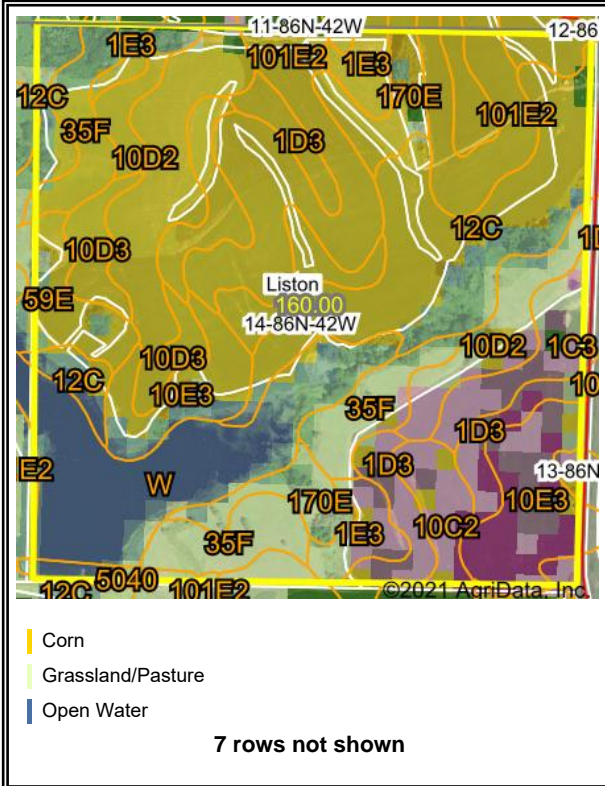 11-86N-42W
12-86
1E3
101E2
1E3
12C
170E
101E2
35F
1D3
10D2
12C
10D3
1D
Liston
59E
160.00
14-86N-42W
10D3
10D2
1C3
12C
10E3
10
35F
1D3
1D3
13-86N
E2
W
170E
10E3
1E3
10C2
35F
12C
5040
101E2
©2021 AgriData, Inc.
Corn
Grassland/Pasture
Open Water
7 rows not shown